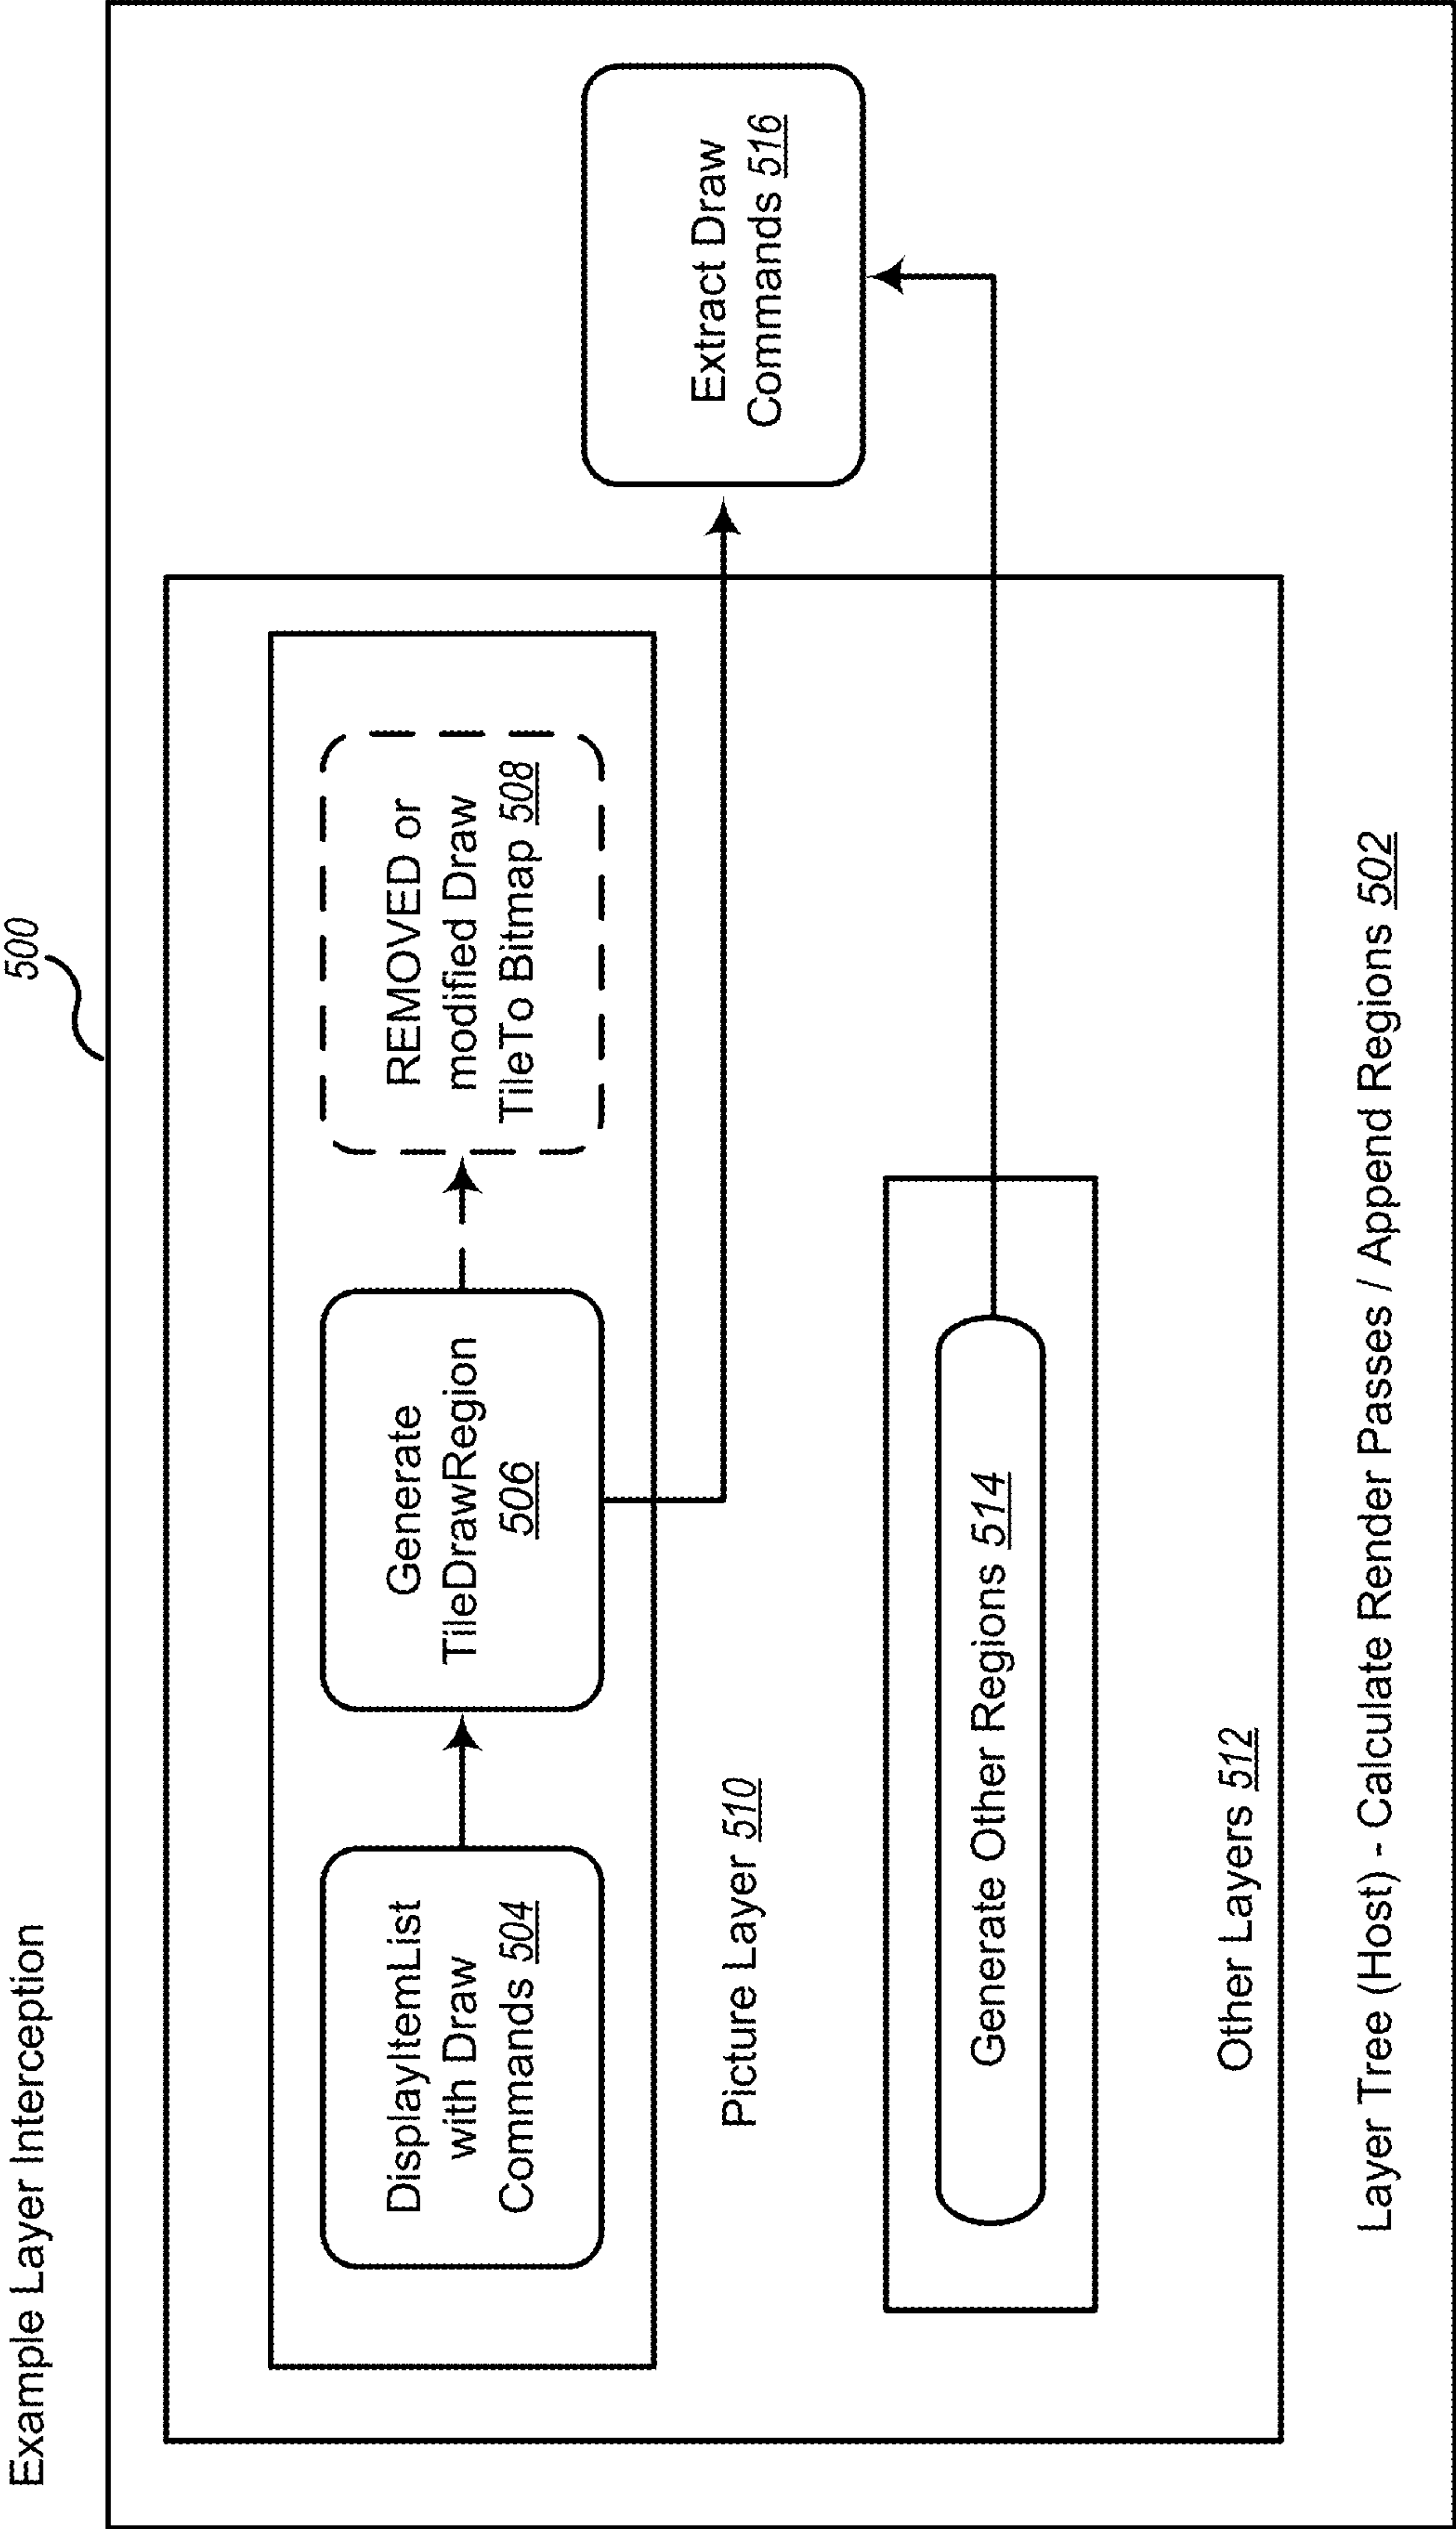 Example Layer Interception
500
DisplayItemList
with Draw
Commands 504
Generate
TileDrawRegion
506
REMOVED or
modified Draw
TileTo Bitmap 508
Extract Draw
Commands 516
Picture Layer 510
Generate Other Regions 514
Other Layers 512
Layer Tree (Host) - Calculate Render Passes / Append Regions 502